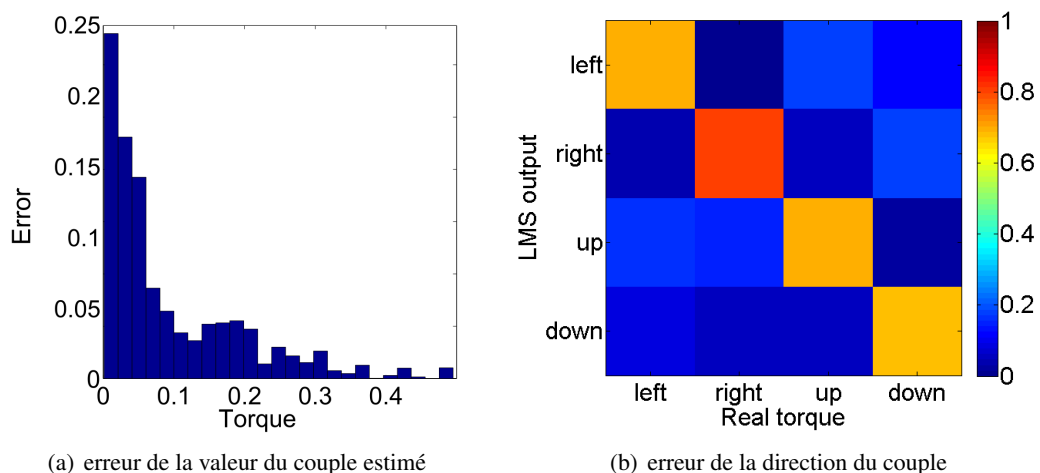 0.25
0.2
0.15
0.1
0.05
0
Error
0 0.1 0.2 0.3 0.4
Torque
(a) erreur de la valeur du couple estimé
LMS output
left
right
up
down
left right up down
Real torque
1
0.8
0.6
0.4
0.2
0
(b) erreur de la direction du couple